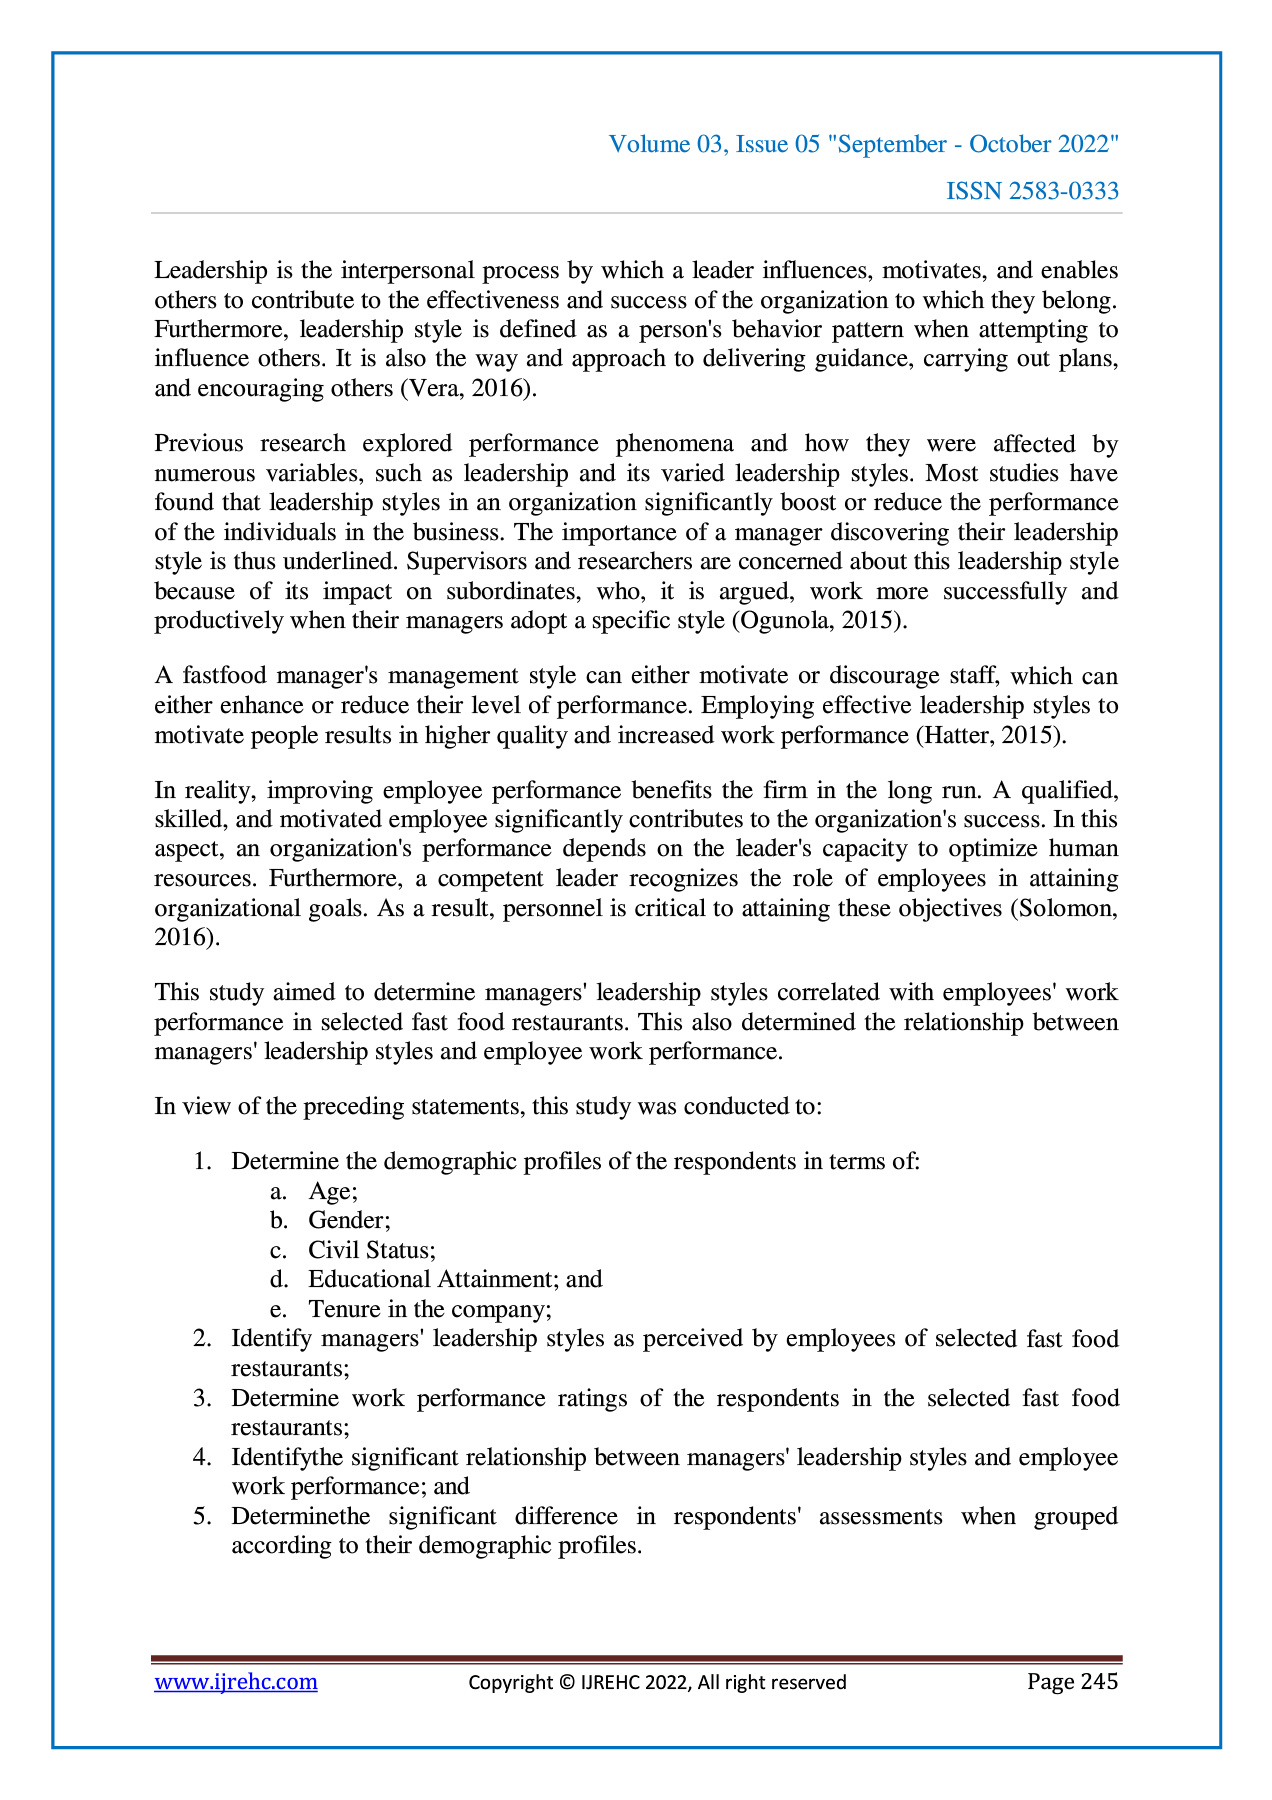 Volume 03, Issue 05 "September - October 2022"
ISSN 2583-0333
Leadership is the interpersonal process by which a leader influences, motivates, and enables
others to contribute to the effectiveness and success of the organization to which they belong.
Furthermore, leadership style is defined as a person's behavior pattern when attempting to
influence others. It is also the way and approach to delivering guidance, carrying out plans,
and encouraging others (Vera, 2016).
Previous research explored performance phenomena and how they were affected by
numerous variables, such as leadership and its varied leadership styles. Most studies have
found that leadership styles in an organization significantly boost or reduce the performance
of the individuals in the business. The importance of a manager discovering their leadership
style is thus underlined. Supervisors and researchers are concerned about this leadership style
because of its impact on subordinates, who, it is argued, work more successfully and
productively when their managers adopt a specific style (Ogunola, 2015).
A fastfood manager's management style can either motivate or discourage staff, which can
either enhance or reduce their level of performance. Employing effective leadership styles to
motivate people results in higher quality and increased work performance (Hatter, 2015).
In reality, improving employee performance benefits the firm in the long run. A qualified,
skilled, and motivated employee significantly contributes to the organization's success. In this
aspect, an organization's performance depends on the leader's capacity to optimize human
resources. Furthermore, a competent leader recognizes the role of employees in attaining
organizational goals. As a result, personnel is critical to attaining these objectives (Solomon,
2016).
This study aimed to determine managers' leadership styles correlated with employees' work
performance in selected fast food restaurants. This also determined the relationship between
managers' leadership styles and employee work performance.
In view of the preceding statements, this study was conducted to:
1. Determine the demographic profiles of the respondents in terms of:
a. Age;
b. Gender;
c. Civil Status;
d. Educational Attainment; and
e. Tenure in the company;
2. Identify managers' leadership styles as perceived by employees of selected fast food
restaurants;
3. Determine work performance ratings of the respondents in the selected fast food
restaurants;
4. Identifythe significant relationship between managers' leadership styles and employee
work performance; and
5. Determinethe significant difference in respondents' assessments when grouped
according to their demographic profiles.
www.ijrehc.com Copyright © IJREHC 2022, All right reserved Page 245